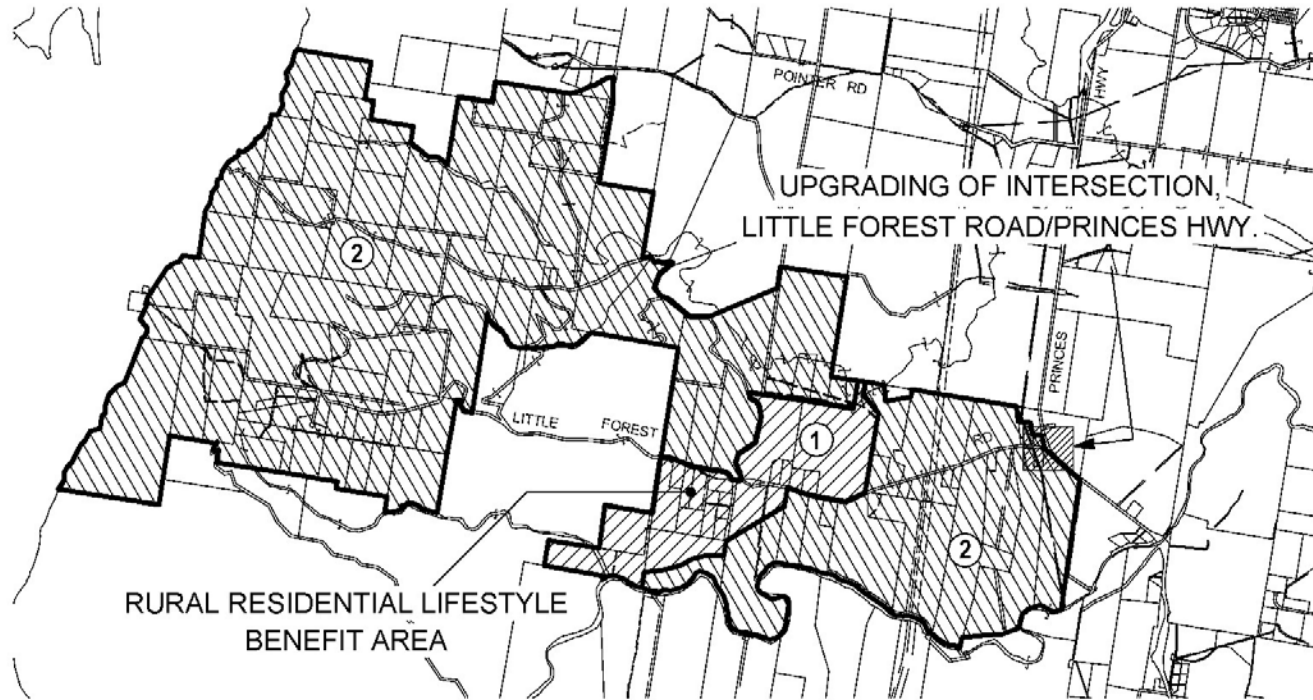 POINTER RD
HWY
UPGRADING OF INTERSECTION,
LITTLE FOREST ROAD/PRINCES HWY.
2
PRINCES
LITTLE FOREST RD
1
2
RURAL RESIDENTIAL LIFESTYLE
BENEFIT AREA